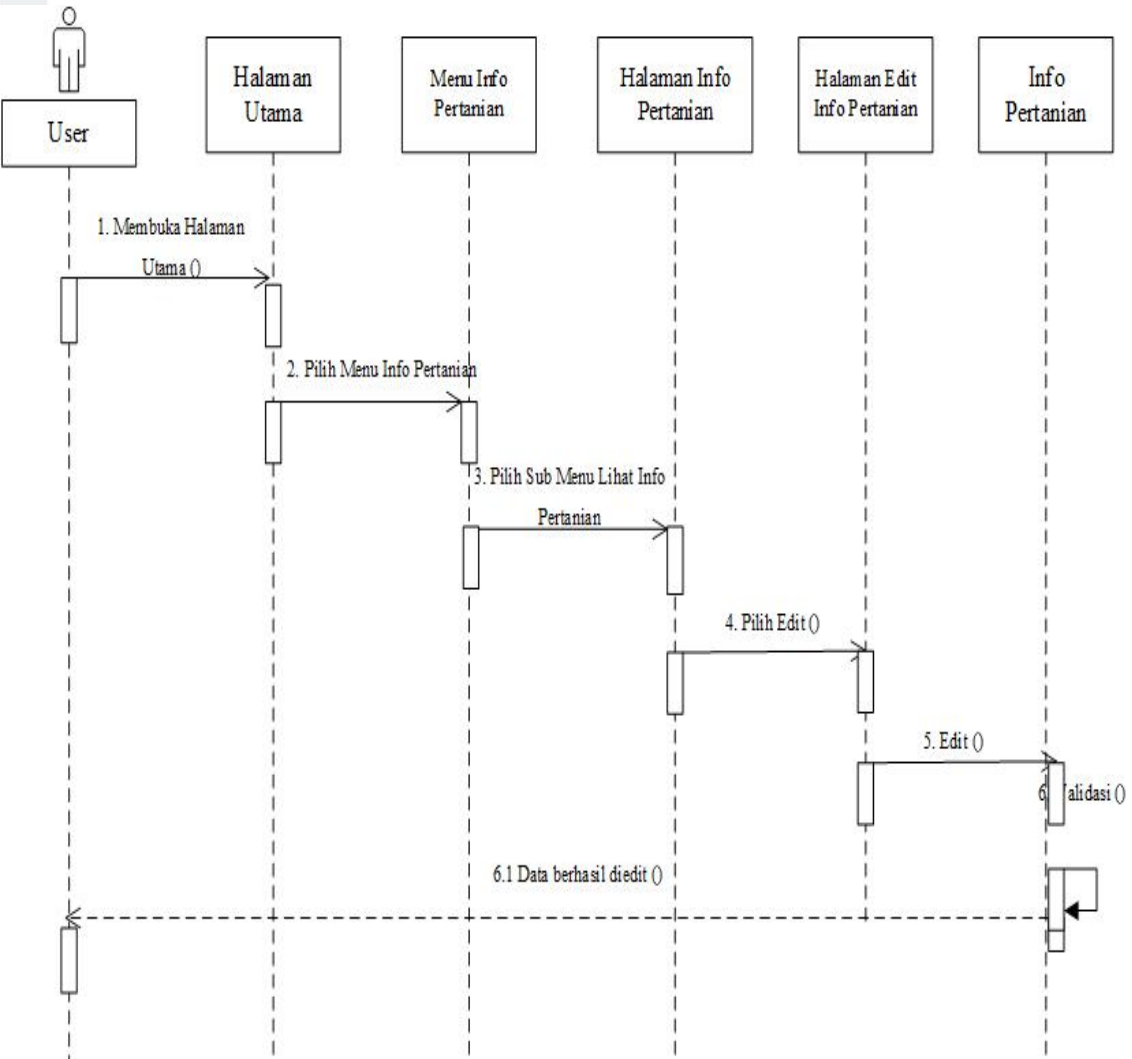 User
Halaman
Utama
Menu Info
Pertanian
Halaman Info
Pertanian
Halaman Edit
Info Pertanian
Info
Pertanian
1. Membuka Halaman
Utama ()
2. Pilih Menu Info Pertanian
3. Pilih Sub Menu Lihat Info
Pertanian
4. Pilih Edit ()
5. Edit ()
6. Validasi ()
6.1 Data berhasil diedit ()